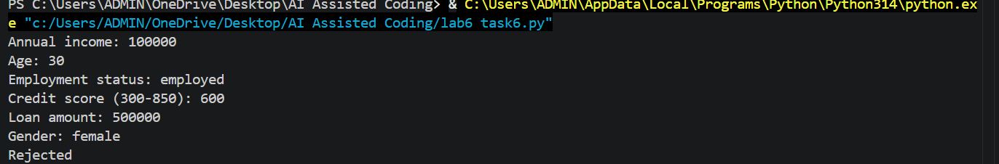 PS C:\Users\ADMIN\OneDrive\Desktop\AI Assisted Coding> & C:\Users\ADMIN\AppData\Local\Programs\Python\Python314\python.ex
e "c:/Users/ADMIN/OneDrive/Desktop/AI Assisted Coding/lab6 task6.py"
Annual income: 100000
Age: 30
Employment status: employed
Credit score (300-850): 600
Loan amount: 500000
Gender: female
Rejected